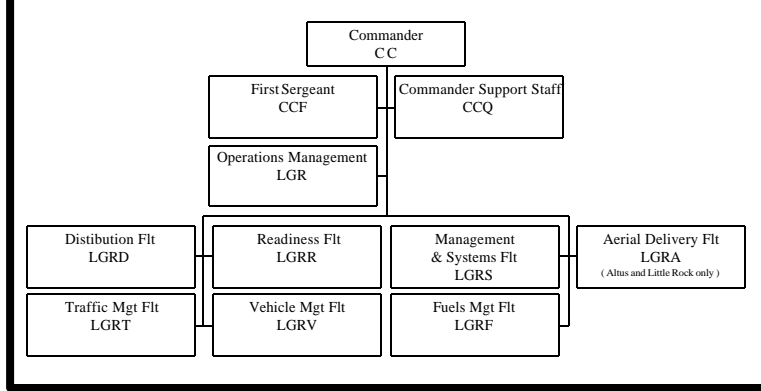 Commander
CC
First Sergeant
CCF
Commander Support Staff
CCQ
Operations Management
LGR
Distibution Flt
LGRD
Readiness Flt
LGRR
Management
& Systems Flt
LGRS
Aerial Delivery Flt
LGRA
( Altus and Little Rock only )
Traffic Mgt Flt
LGRT
Vehicle Mgt Flt
LGRV
Fuels Mgt Flt
LGRF